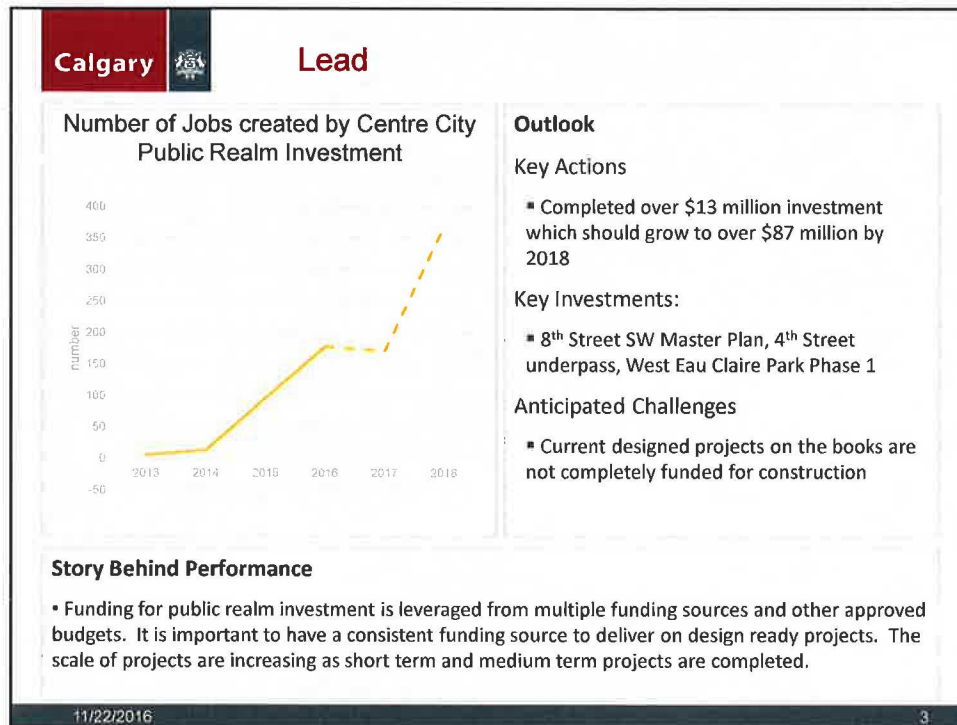 Calgary
Lead
Number of Jobs created by Centre City
Public Realm Investment
400
350
300
250
200
150
100
50
0
-50
number
2013 2014 2015 2016 2017 2018
Outlook
Key Actions
▪ Completed over $13 million investment
which should grow to over $87 million by
2018
Key Investments:
▪ 8th Street SW Master Plan, 4th Street
underpass, West Eau Claire Park Phase 1
Anticipated Challenges
▪ Current designed projects on the books are
not completely funded for construction
Story Behind Performance
• Funding for public realm investment is leveraged from multiple funding sources and other approved
budgets. It is important to have a consistent funding source to deliver on design ready projects. The
scale of projects are increasing as short term and medium term projects are completed.
11/22/2016
3